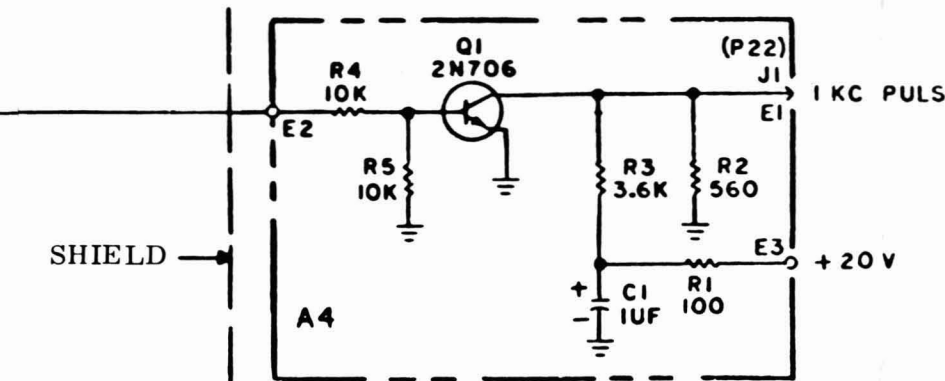 Q1
2N706
(P22)
J1
E1
1 KC PULS
R4
10K
E2
R5
10K
R3
3.6K
R2
560
E3
+ 20 V
SHIELD
A4
+
-
C1
1UF
R1
100